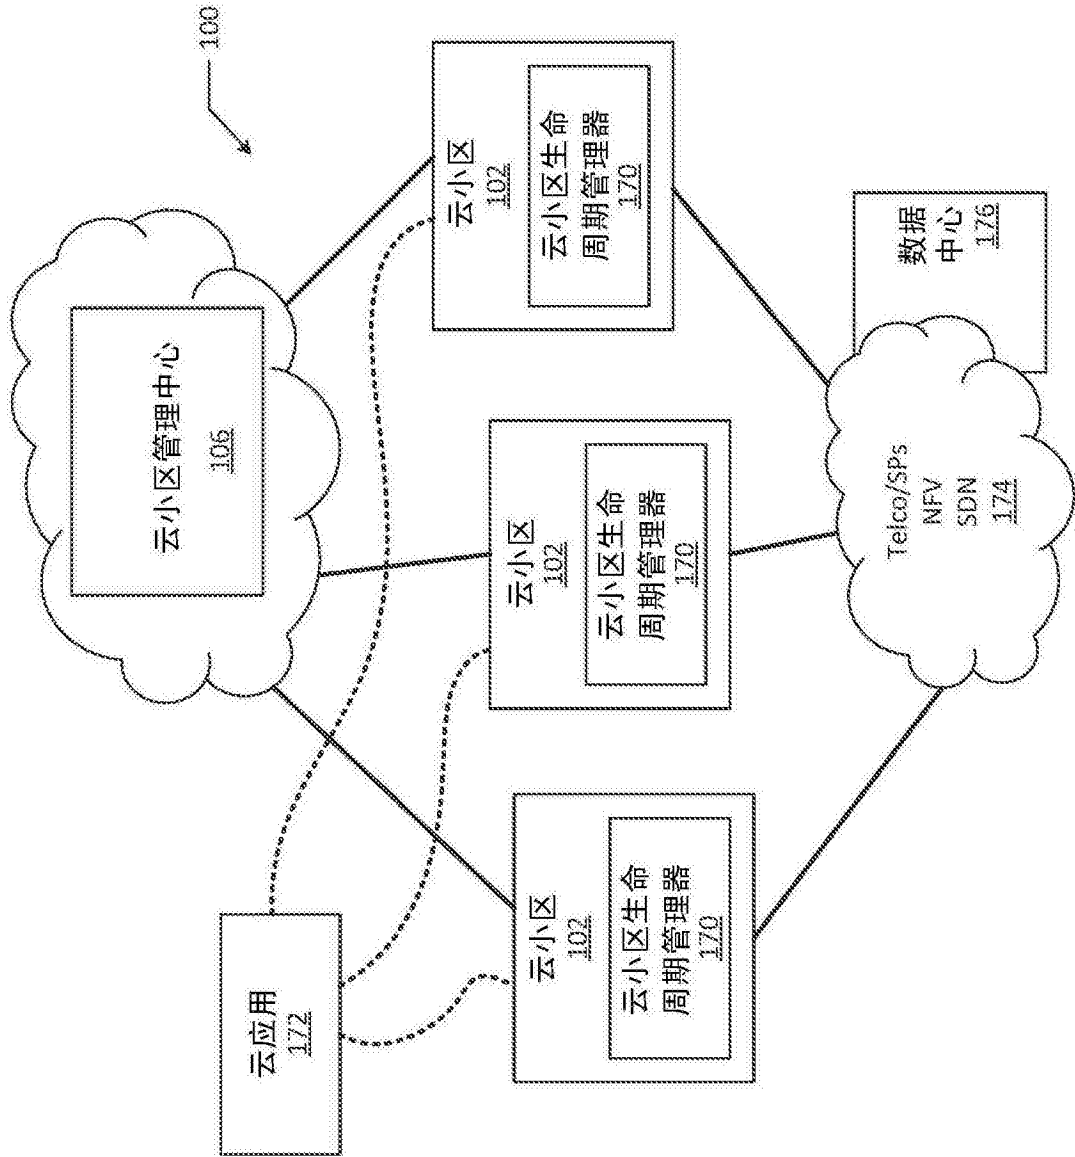 100
云小区管理中心
106
云应用
172
云小区
102
云小区生命
周期管理器
170
云小区
102
云小区生命
周期管理器
170
云小区
102
云小区生命
周期管理器
170
Telco/SPs
NFV
SDN
174
数据
中心
176